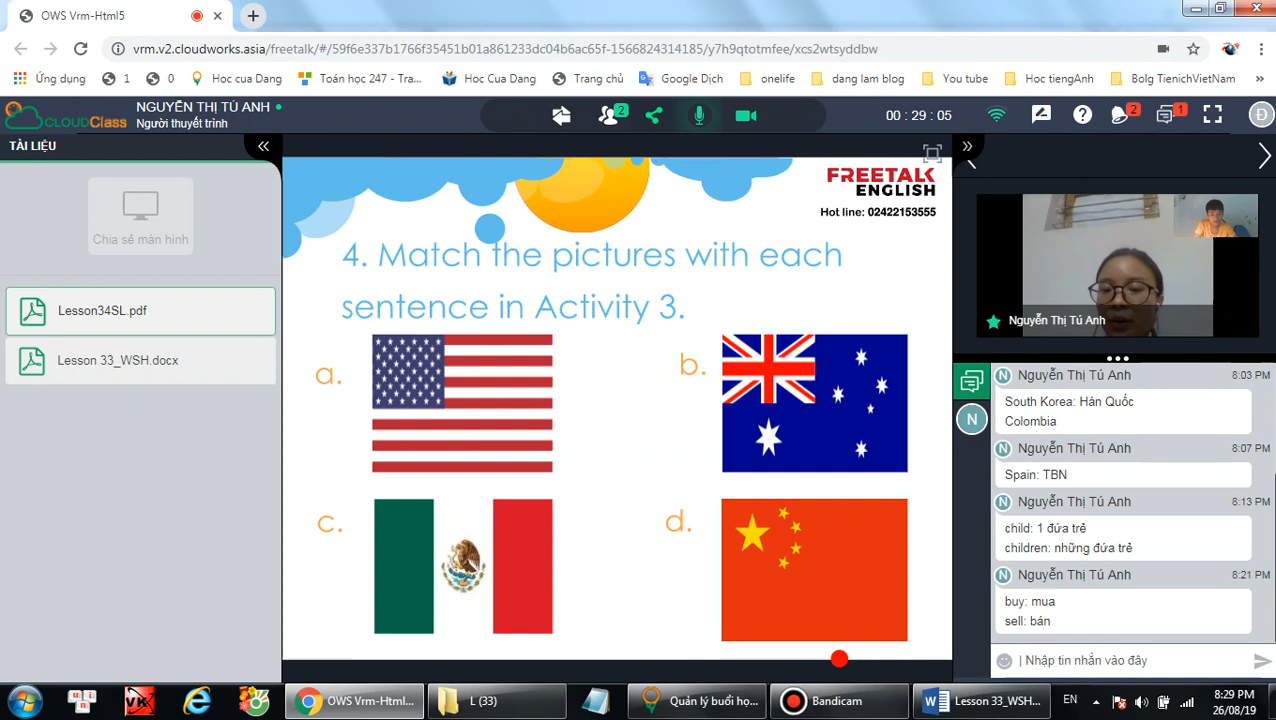 OWS Vrm-Html5
vrm.v2.cloudworks.asia/freetalk/#/59f6e337b1766f35451b01a861233dc04b6ac65f-1566824314185/y7h9qtotmfee/xcs2wtsyddbw
Ứng dụng 1 0 Hoc cua Dang Toán học 247 - Tra... Học Cua Dang Trang chủ Google Dịch onelife dang lam blog You tube Học tiengAnh Bolg TienichVietNam »
CLOUDClass
NGUYỄN THỊ TÚ ANH
Người thuyết trình
2
00 : 29 : 05
2
1
Đ
TÀI LIỆU
Chia sẻ màn hình
Lesson34SL.pdf
Lesson 33_WSH.docx
FREETALK
ENGLISH
Hot line: 02422153555
4. Match the pictures with each
sentence in Activity 3.
a.
b.
c.
d.
Nguyễn Thị Tú Anh
N
N Nguyễn Thị Tú Anh 8:03 PM
South Korea: Hàn Quốc
Colombia
N Nguyễn Thị Tú Anh 8:07 PM
Spain: TBN
N Nguyễn Thị Tú Anh 8:13 PM
child: 1 đứa trẻ
children: những đứa trẻ
N Nguyễn Thị Tú Anh 8:21 PM
buy: mua
sell: bán
Nhập tin nhắn vào đây
OWS Vrm-Html... L (33) Quản lý buổi họ... Bandicam Lesson 33_WSH... EN
8:29 PM
26/08/19